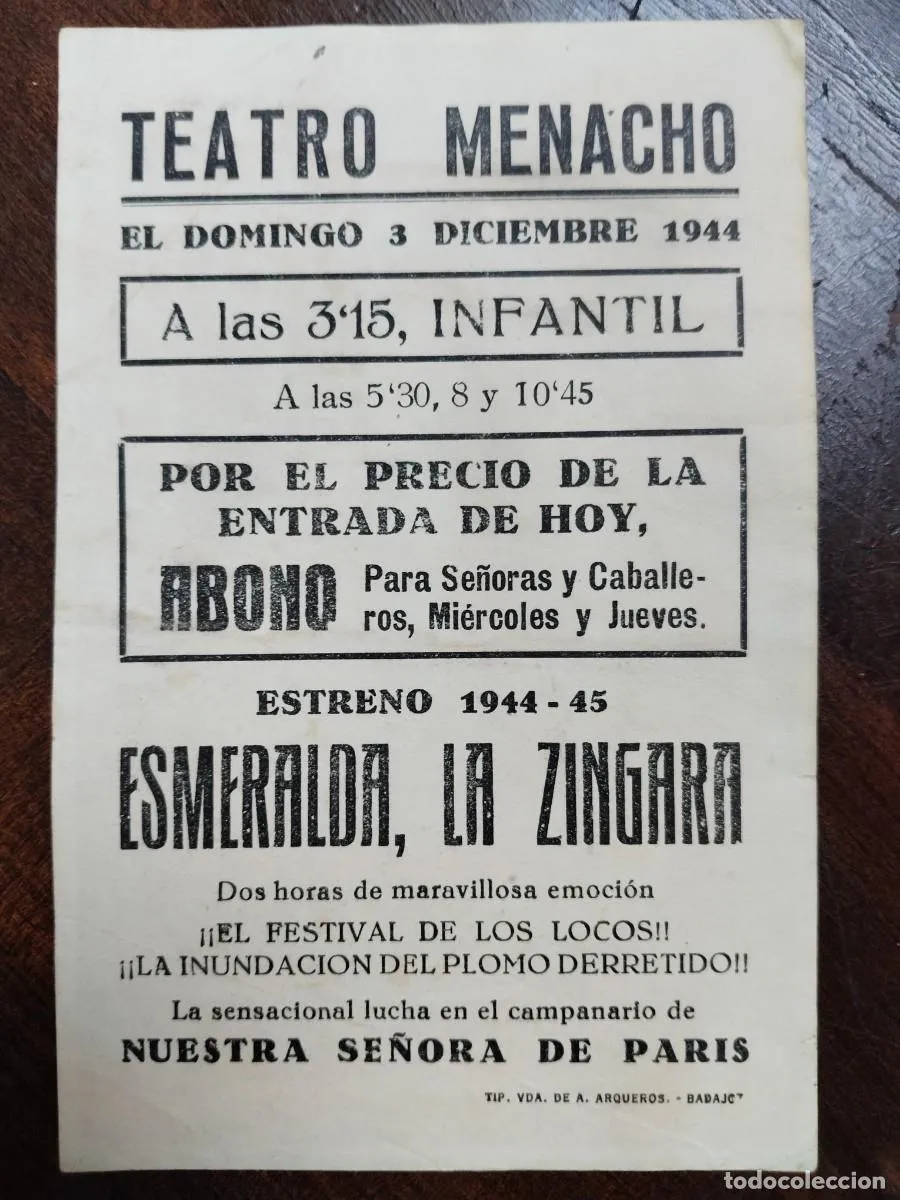 TEATRO MENACHO
EL DOMINGO 3 DICIEMBRE 1944
A las 3'15, INFANTIL
A las 5'30, 8 y 10'45
POR EL PRECIO DE LA
ENTRADA DE HOY,
ABONO Para Señoras y Caballe-
ros, Miércoles y Jueves.
ESTRENO 1944 - 45
ESMERALDA, LA ZINGARA
Dos horas de maravillosa emoción
¡¡EL FESTIVAL DE LOS LOCOS!!
¡¡LA INUNDACION DEL PLOMO DERRETIDO!!
La sensacional lucha en el campanario de
NUESTRA SEÑORA DE PARIS
TIP. VDA. DE A. ARQUEROS. - BADAJOZ
todocoleccion